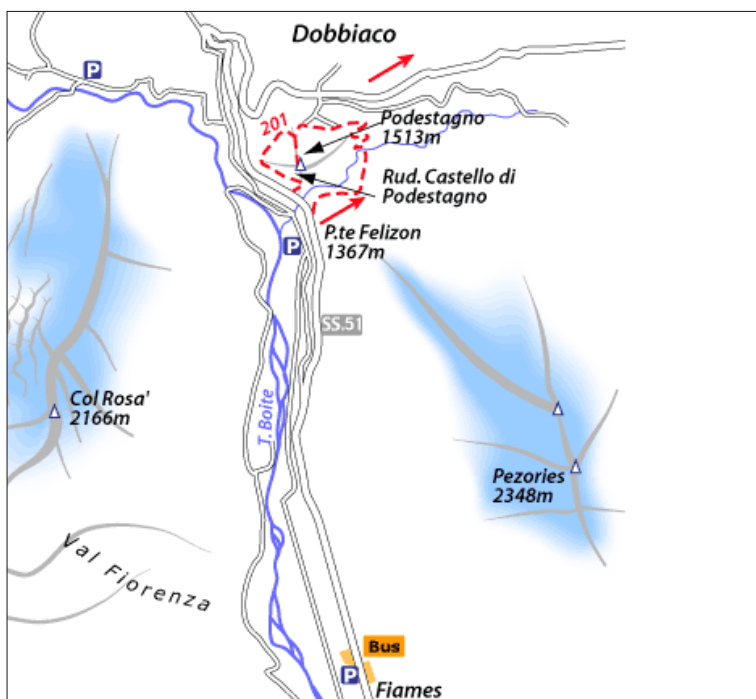 Dobbiaco
P
201
Podestagno
1513m
Rud. Castello di
Podestagno
P.te Felizon
1367m
P
SS.51
Col Rosa'
2166m
T. Boite
Pezories
2348m
Val Fiorenza
Bus
P
Fiames